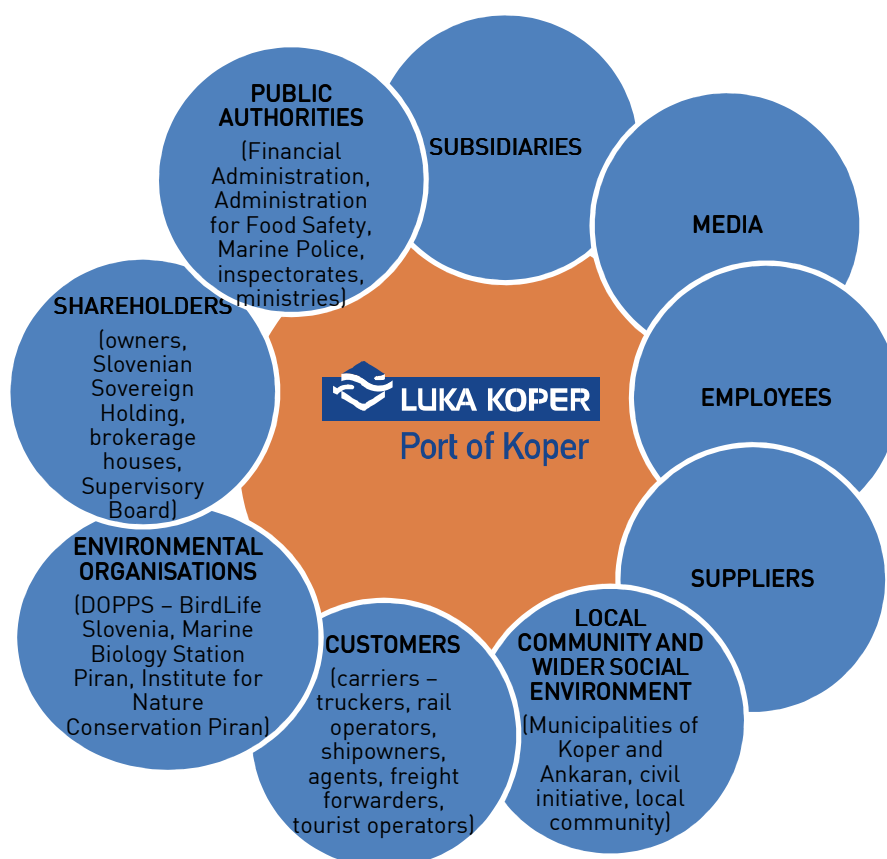 PUBLIC
AUTHORITIES
(Financial
Administration,
Administration
for Food Safety,
Marine Police,
inspectorates,
ministries)
SUBSIDIARIES
MEDIA
EMPLOYEES
SUPPLIERS
LOCAL
COMMUNITY AND
WIDER SOCIAL
ENVIRONMENT
(Municipalities of
Koper and
Ankaran, civil
initiative, local
community)
CUSTOMERS
(carriers –
truckers, rail
operators,
shipowners,
agents, freight
forwarders,
tourist operators)
ENVIRONMENTAL
ORGANISATIONS
(DOPPS – BirdLife
Slovenia, Marine
Biology Station
Piran, Institute for
Nature
Conservation Piran)
SHAREHOLDERS
(owners,
Slovenian
Sovereign
Holding,
brokerage
houses,
Supervisory
Board)
LUKA KOPER
Port of Koper